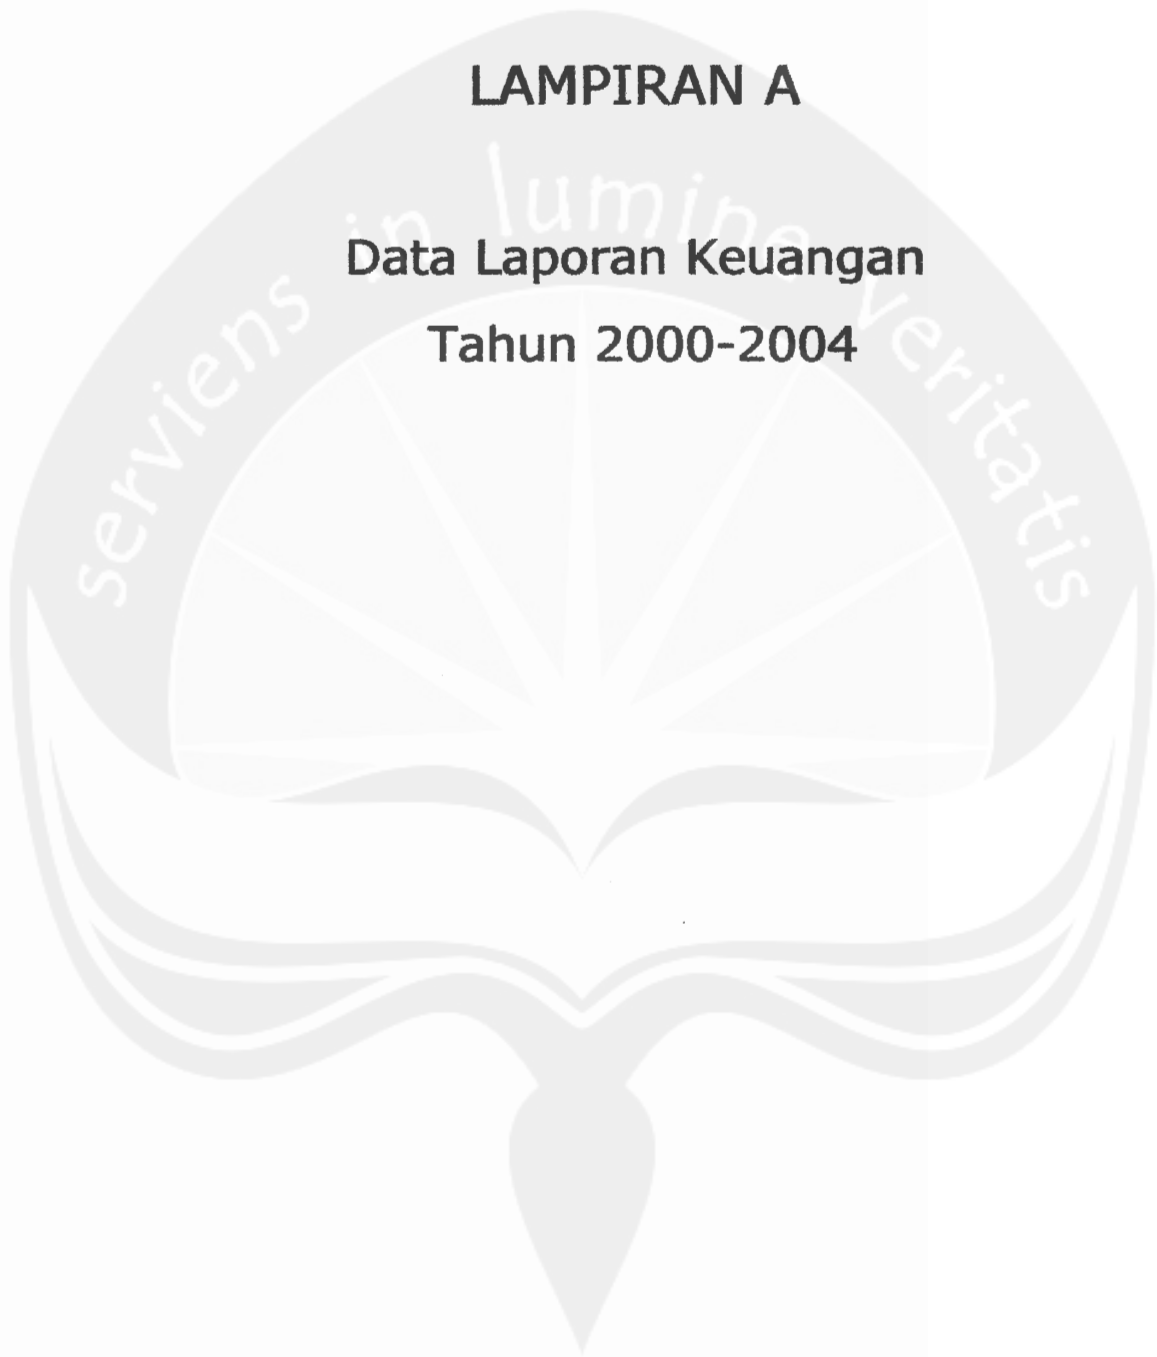 LAMPIRAN A
serviens in lumine veritatis
Data Laporan Keuangan
Tahun 2000-2004